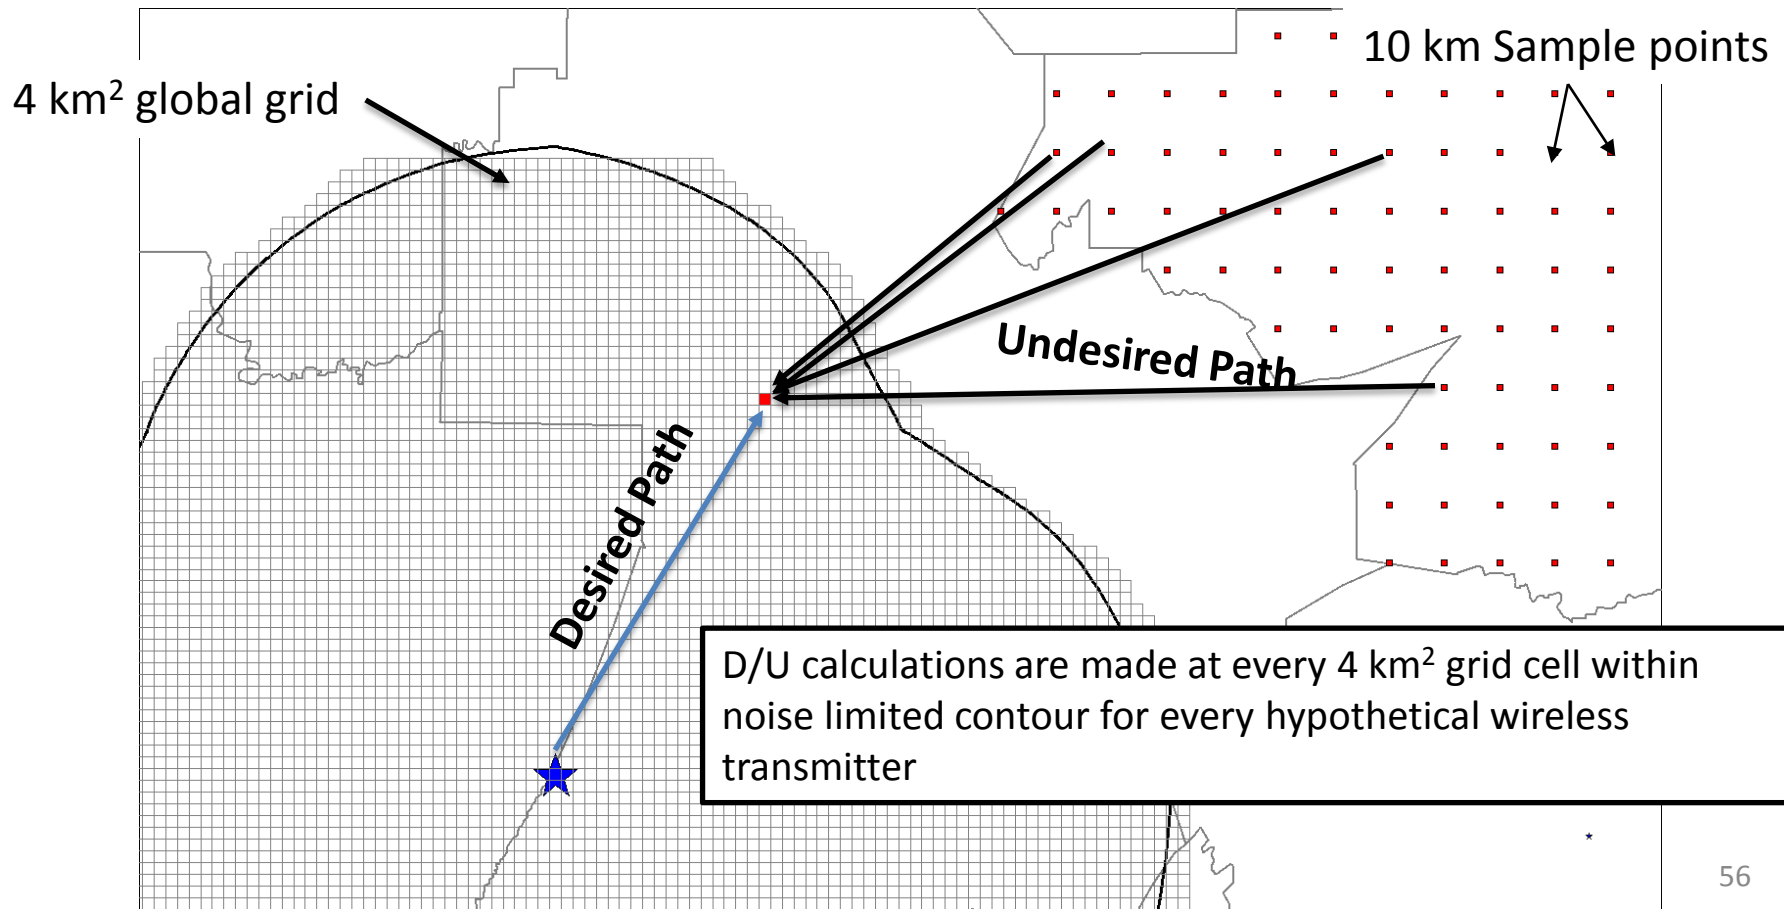 10 km Sample points
4 km² global grid
Undesired Path
Desired Path
D/U calculations are made at every 4 km² grid cell within
noise limited contour for every hypothetical wireless
transmitter
56